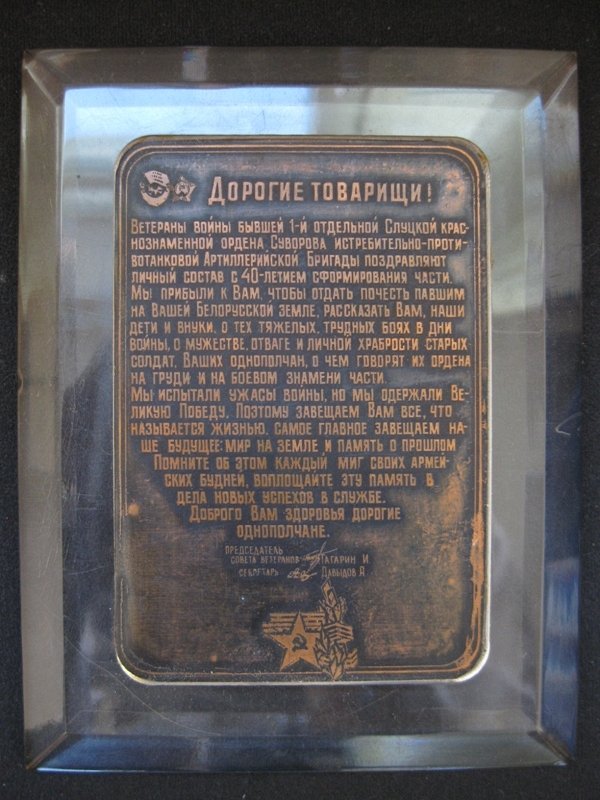 Дорогие товарищи!
Ветераны войны бывшей 1-й отдельной Слуцкой крас-
нознаменной ордена Суворова истребительно-проти-
вотанковой Артиллерийской Бригады поздравляют
личный состав с 40-летием сформирования части.
Мы прибыли к Вам, чтобы отдать почесть павшим
на Вашей Белорусской земле, рассказать Вам, наши
дети и внуки, о тех тяжелых, трудных боях в дни
войны, о мужестве, отваге и личной храбрости старых
солдат, Ваших однополчан, о чем говорят их ордена
на груди и на боевом знамени части.
Мы испытали ужасы войны, но мы одержали Ве-
ликую Победу. Поэтому завещаем Вам все, что
называется жизнью. Самое главное завещаем на-
ше будущее: мир на земле и память о прошлом
Помните об этом каждый миг своих армей-
ских будней, воплощайте эту память в
дела новых успехов в службе.
Доброго Вам здоровья дорогие
однополчане.
Председатель
совета ветеранов Гагарин И.
секретарь Давыдов А.